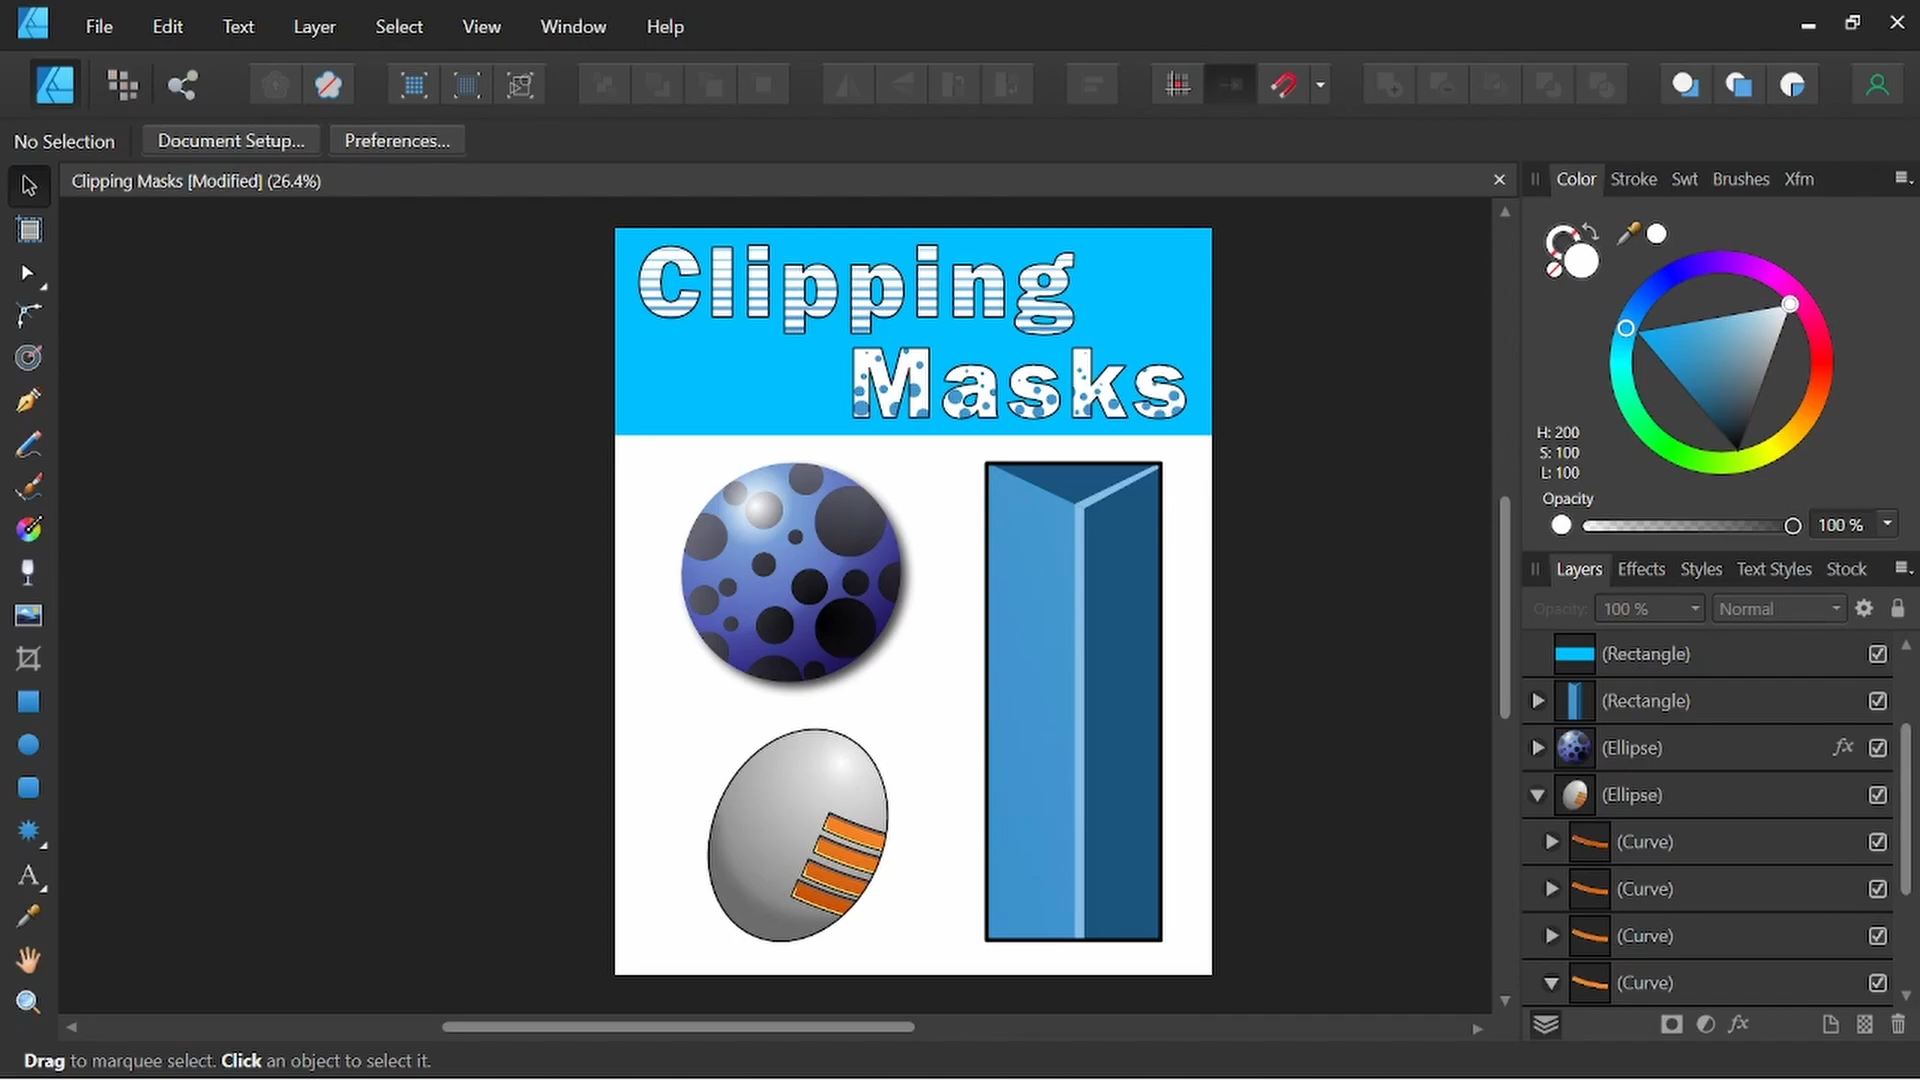 File Edit Text Layer Select View Window Help
No Selection Document Setup... Preferences...
Clipping Masks [Modified] (26.4%)
Color Stroke Swt Brushes Xfm
Clipping
Masks
H: 200
S: 100
L: 100
Opacity
100 %
Layers Effects Styles Text Styles Stock
Opacity: 100 % Normal
(Rectangle)
(Rectangle)
(Ellipse) fx
(Ellipse)
(Curve)
(Curve)
(Curve)
(Curve)
fx
Drag to marquee select. Click an object to select it.